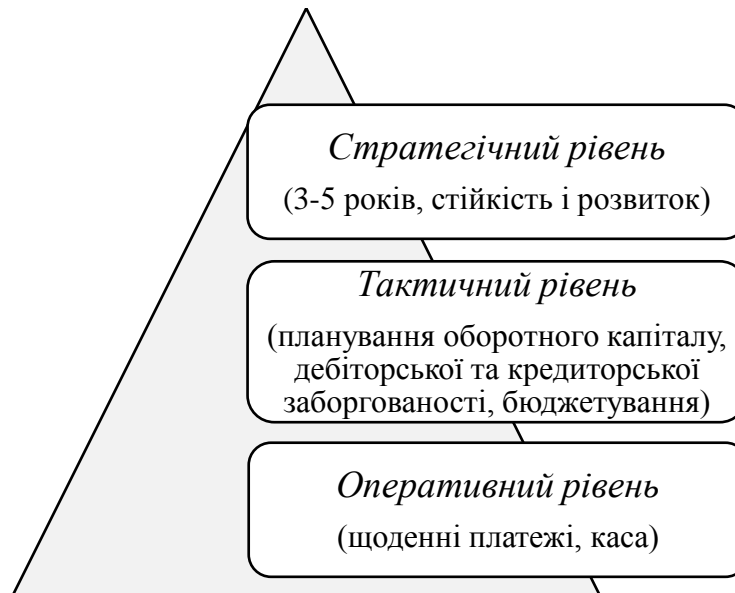 Стратегічний рівень
(3-5 років, стійкість і розвиток)
Тактичний рівень
(планування оборотного капіталу,
дебіторської та кредиторської
заборгованості, бюджетування)
Оперативний рівень
(щоденні платежі, каса)